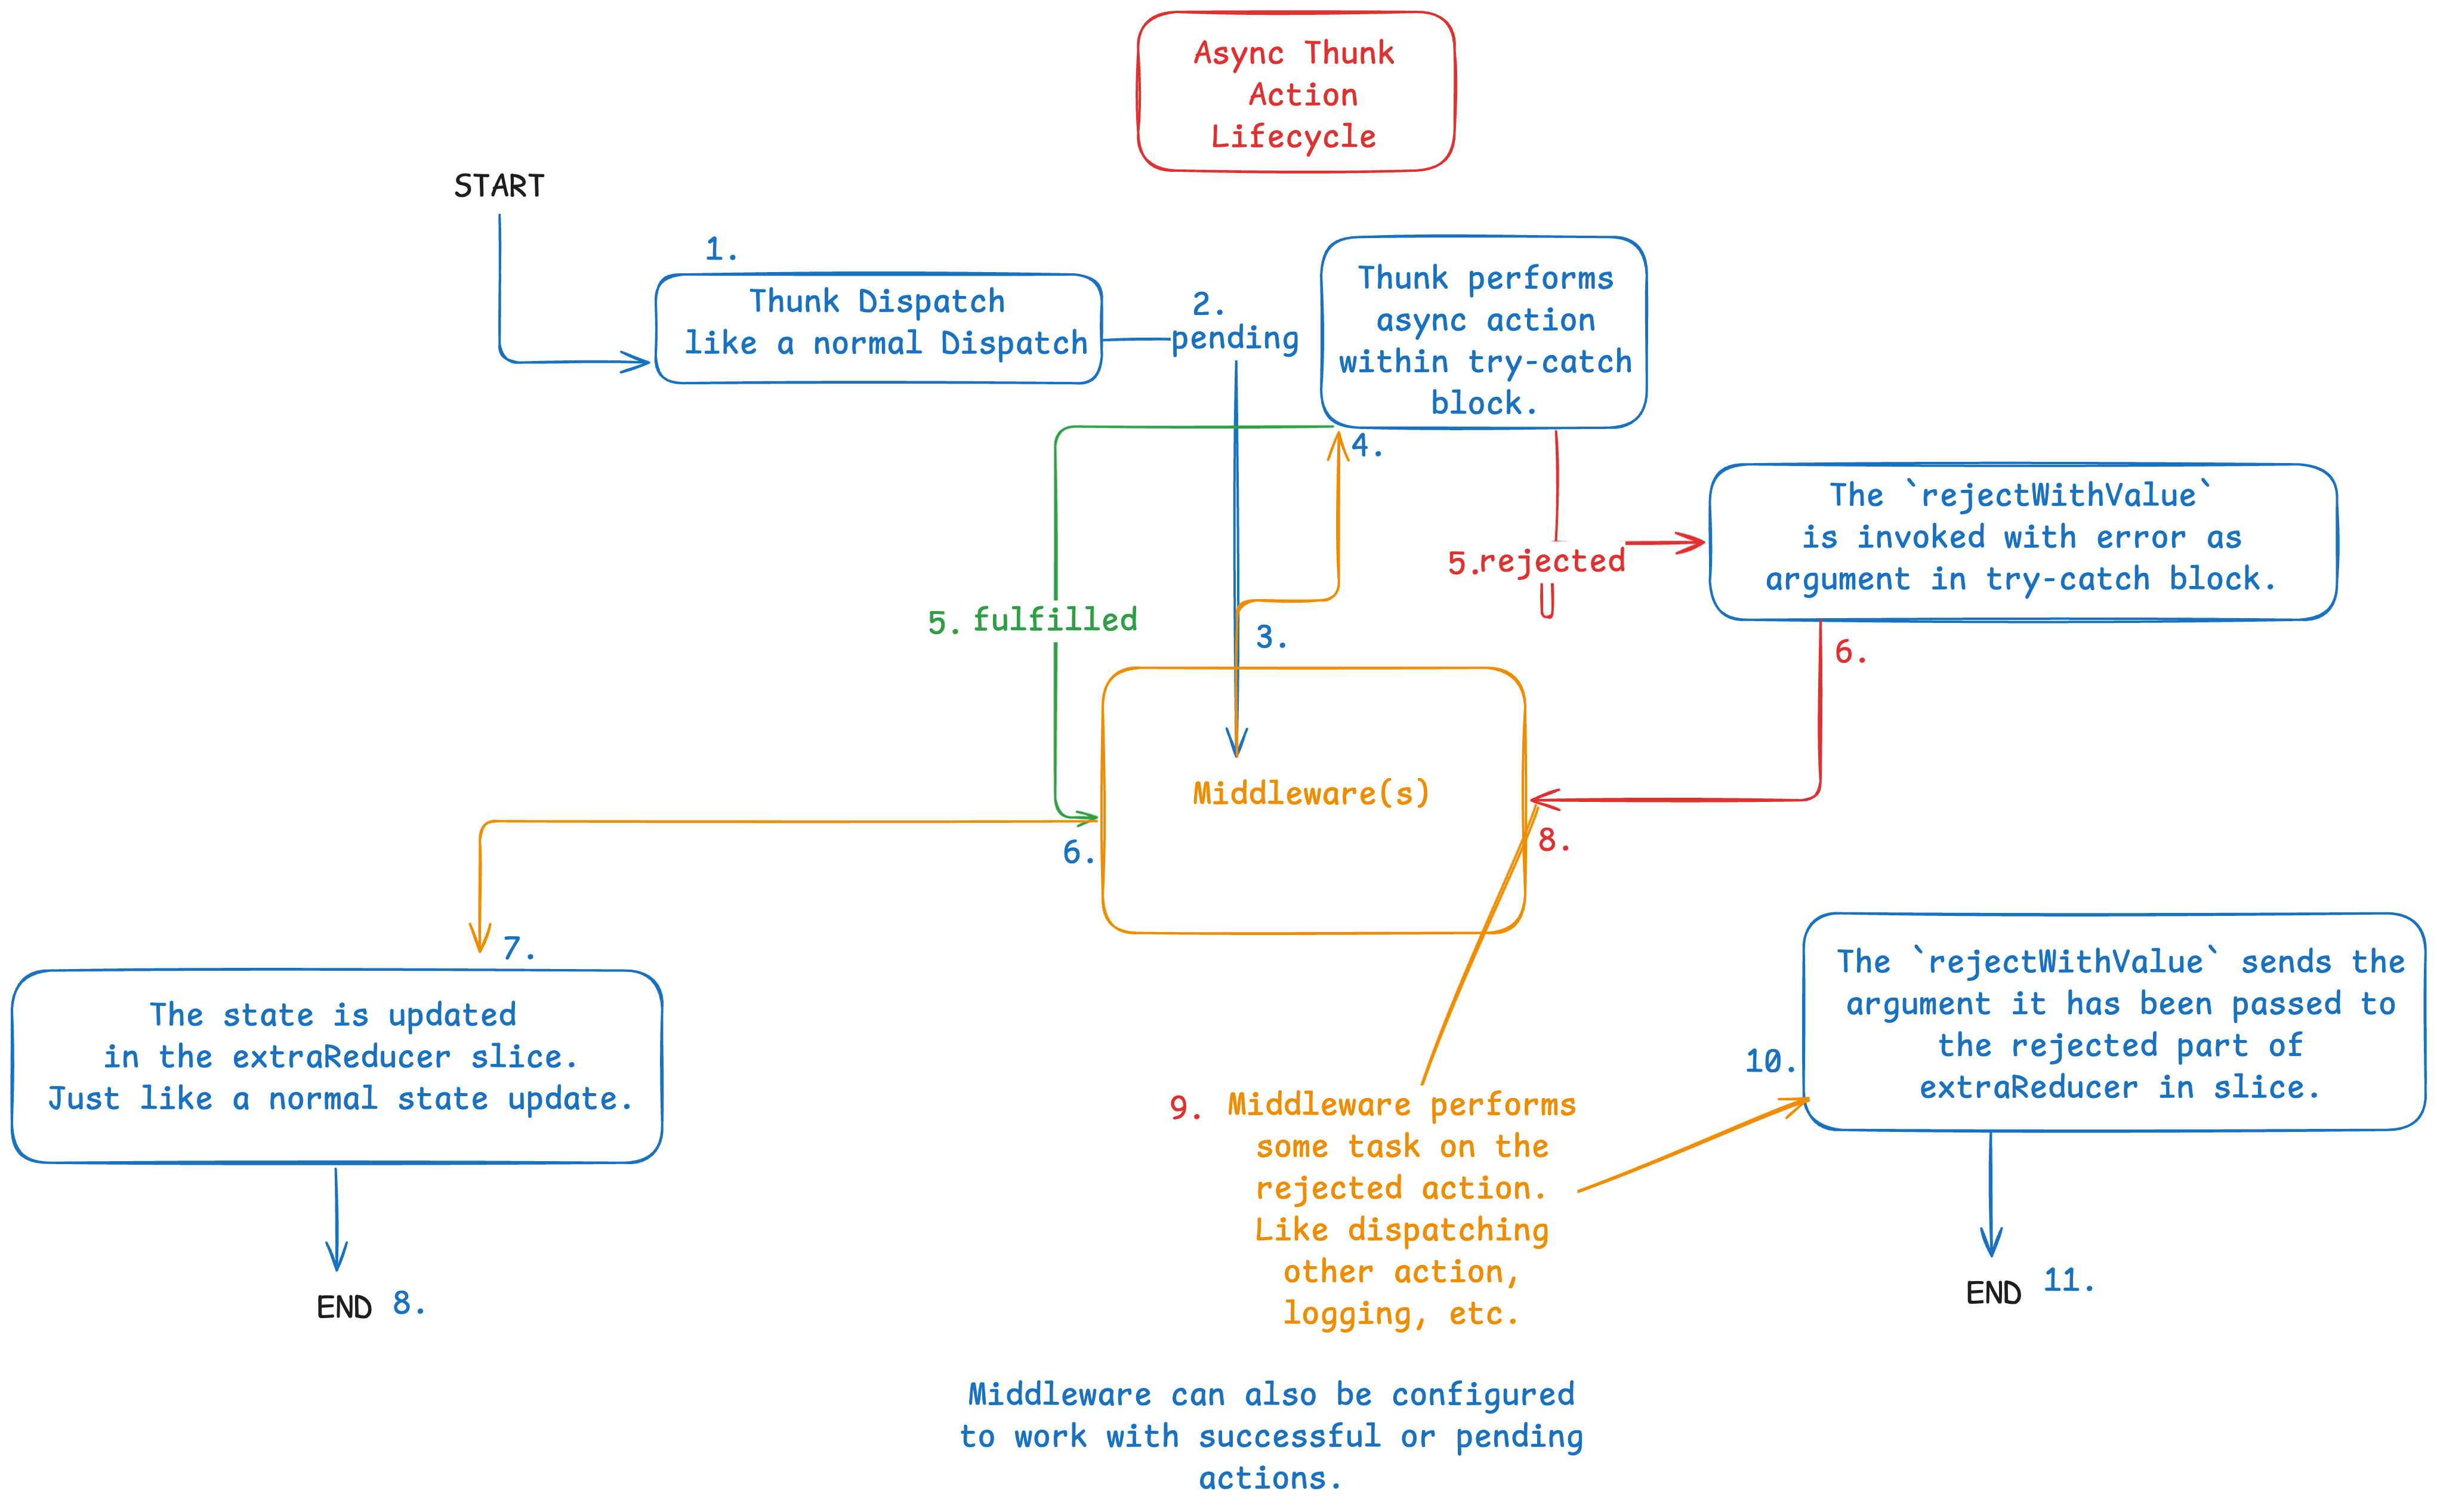 Async Thunk
Action
Lifecycle
START
1.
Thunk Dispatch
like a normal Dispatch
2.
pending
Thunk performs
async action
within try-catch
block.
4.
5.rejected
The `rejectWithValue`
is invoked with error as
argument in try-catch block.
5. fulfilled
3.
6.
Middleware(s)
6.
8.
7.
The state is updated
in the extraReducer slice.
Just like a normal state update.
END 8.
9.
Middleware performs
some task on the
rejected action.
Like dispatching
other action,
logging, etc.
10.
The `rejectWithValue` sends the
argument it has been passed to
the rejected part of
extraReducer in slice.
END 11.
Middleware can also be configured
to work with successful or pending
actions.